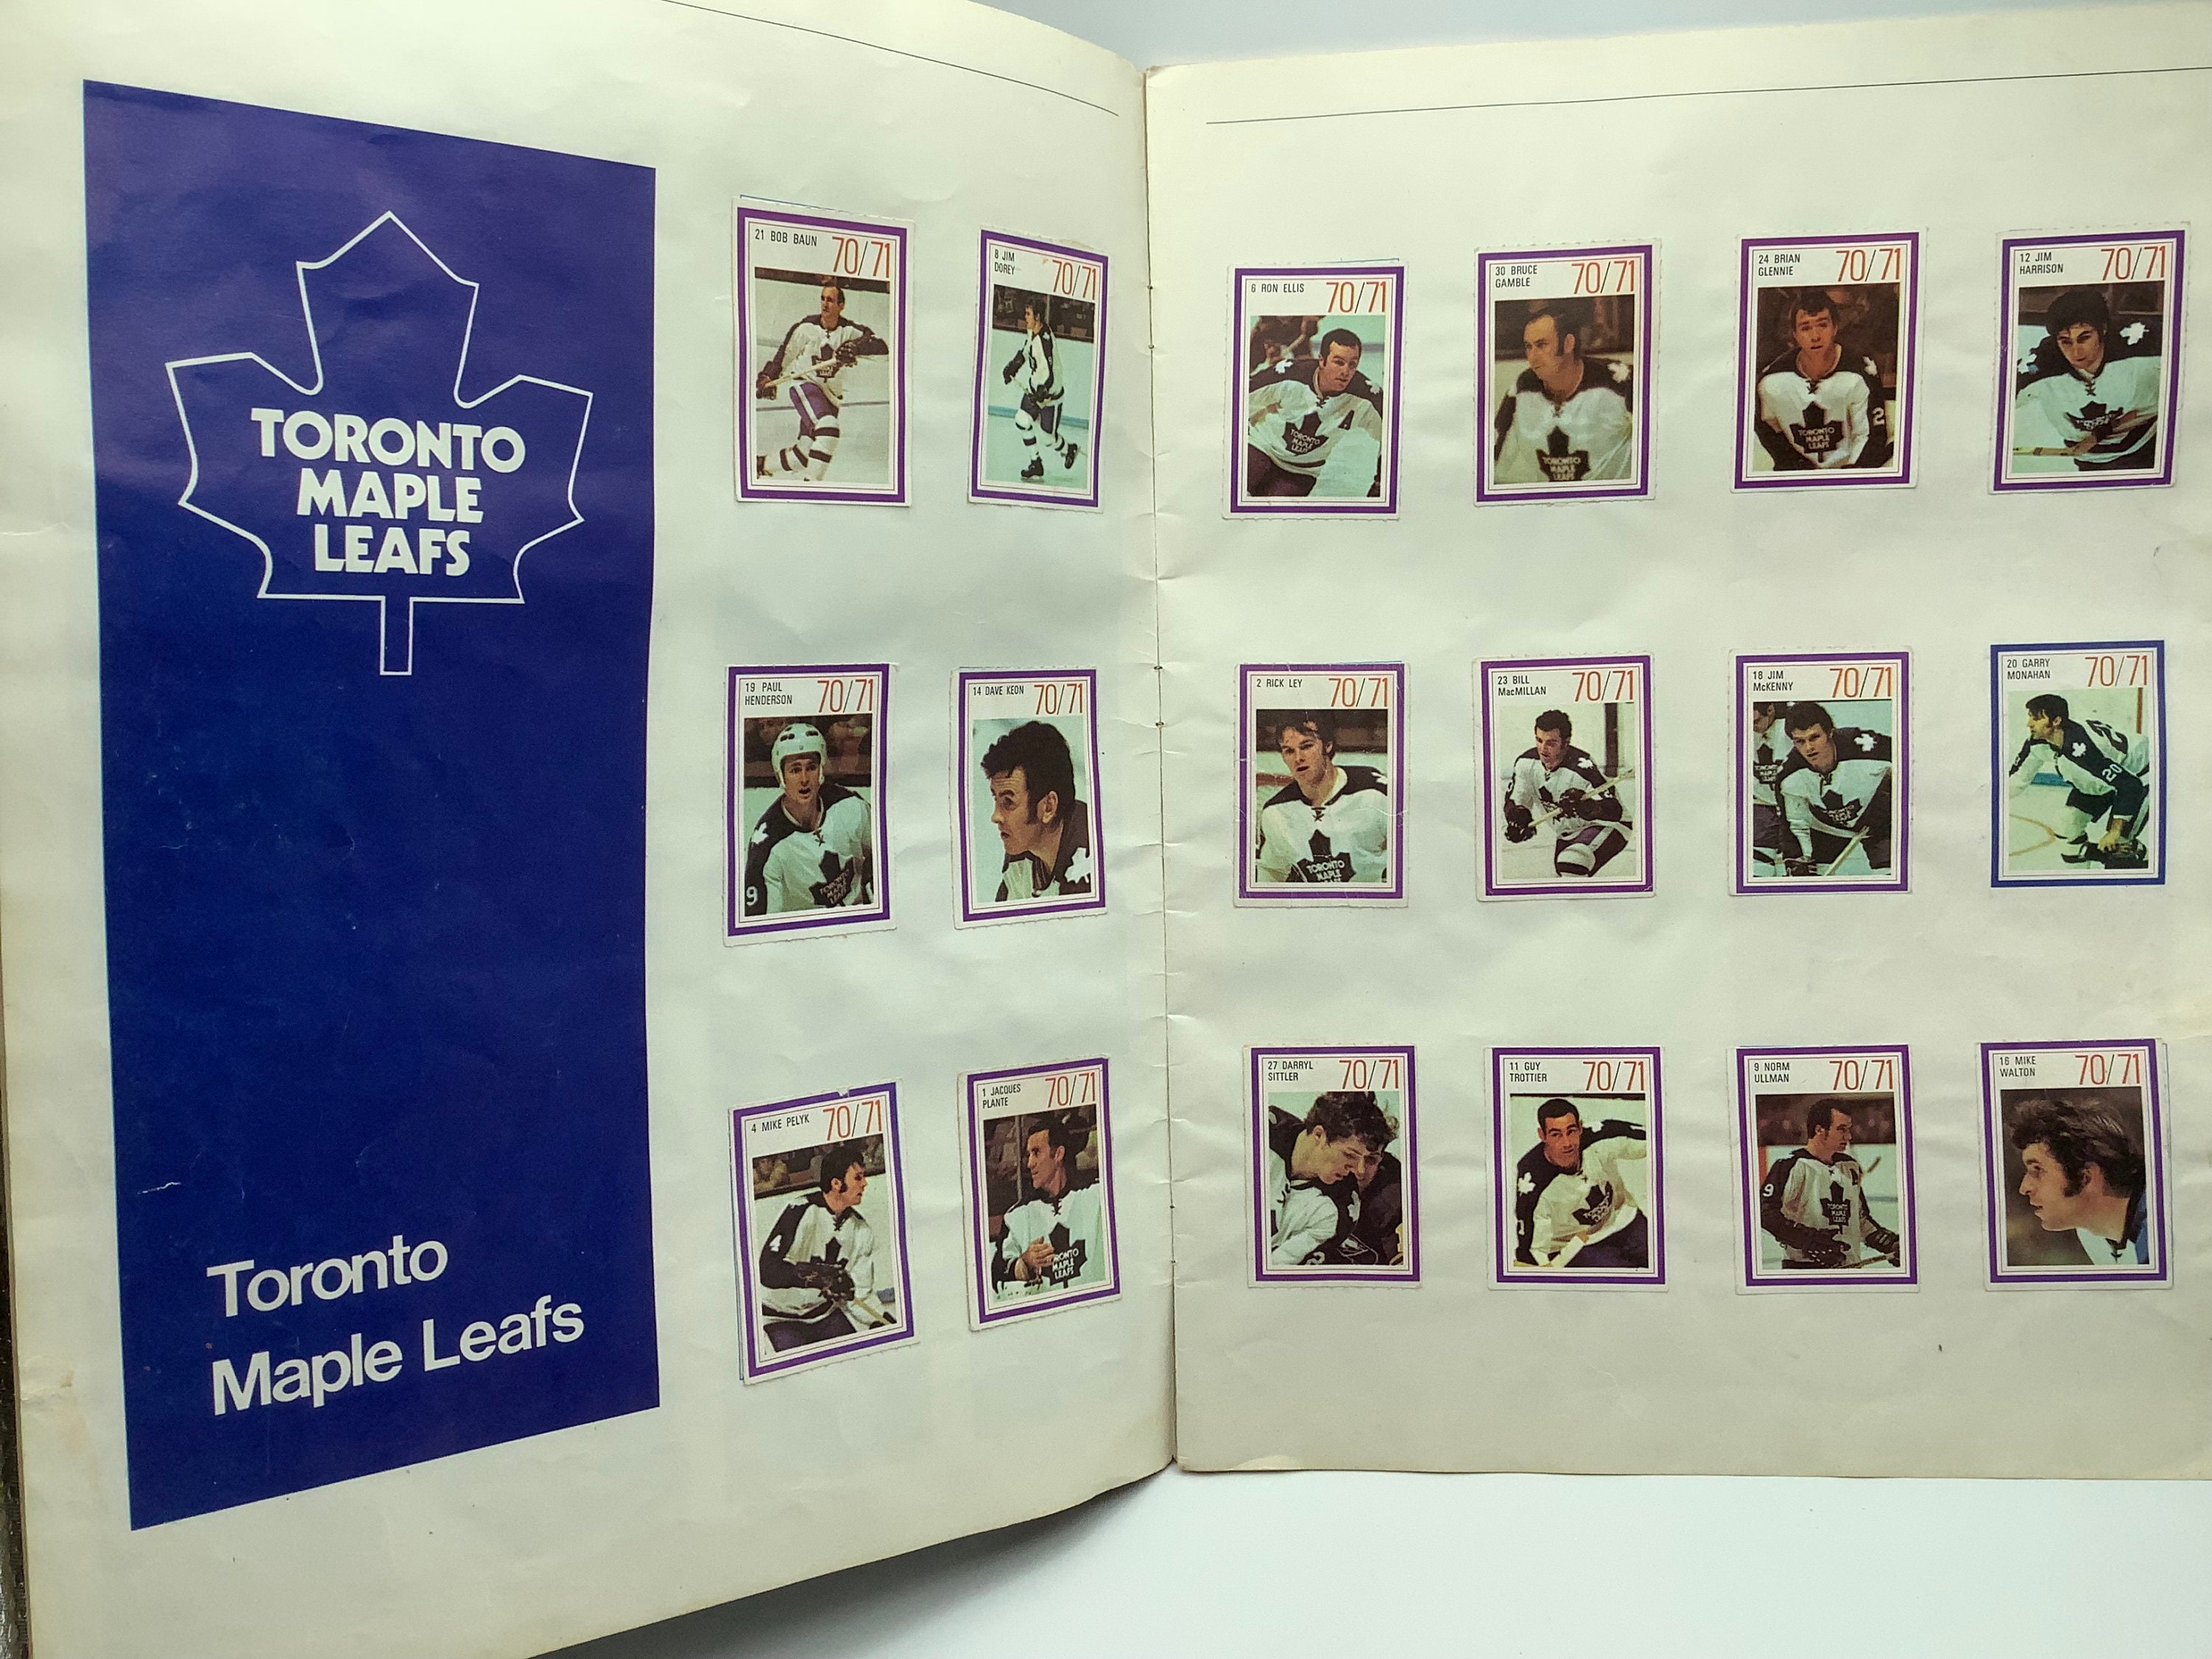 TORONTO
MAPLE
LEAFS
Toronto
Maple Leafs
21 BOB BAUN 70/71
8 JIM
DOREY 70/71
19 PAUL
HENDERSON 70/71
14 DAVE KEON 70/71
4 MIKE PELYK 70/71
1 JACQUES
PLANTE 70/71
6 RON ELLIS 70/71
30 BRUCE
GAMBLE 70/71
24 BRIAN
GLENNIE 70/71
12 JIM
HARRISON 70/71
2 RICK LEY 70/71
23 BILL
MacMILLAN 70/71
18 JIM
McKENNY 70/71
20 GARRY
MONAHAN 70/71
27 DARRYL
SITTLER 70/71
11 GUY
TROTTIER 70/71
9 NORM
ULLMAN 70/71
16 MIKE
WALTON 70/71